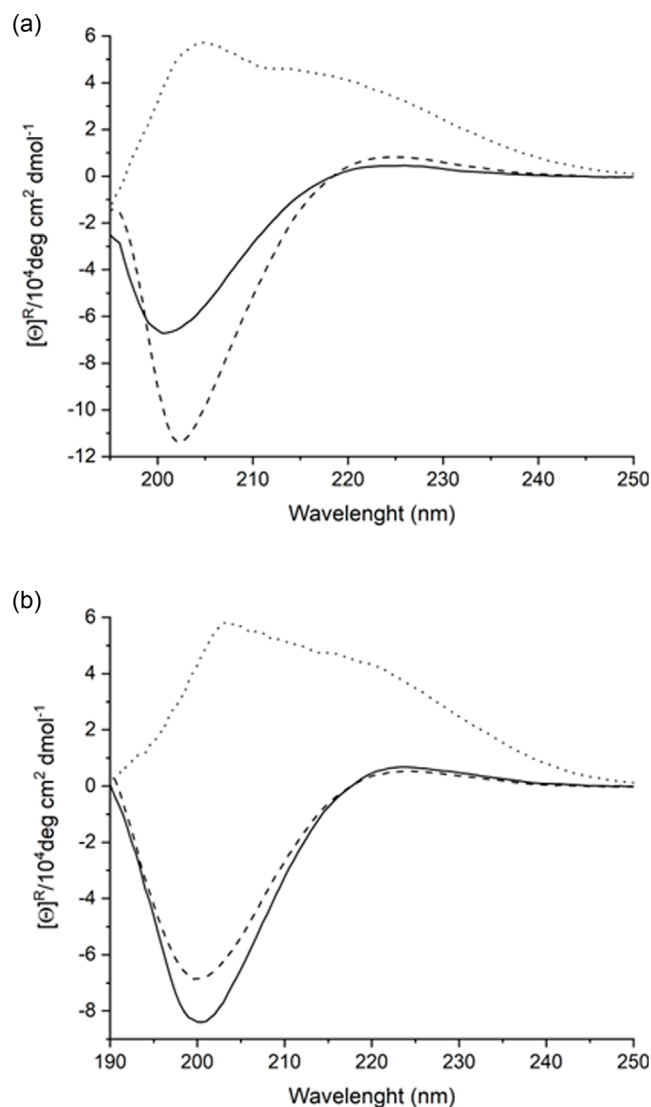 (a)
6
4
2
0
-2
-4
-6
-8
-10
-12
[Θ]ᴿ/10⁴deg cm² dmol⁻¹
200 210 220 230 240 250
Wavelenght (nm)
(b)
6
4
2
0
-2
-4
-6
-8
[Θ]ᴿ/10⁴deg cm² dmol⁻¹
190 200 210 220 230 240 250
Wavelenght (nm)